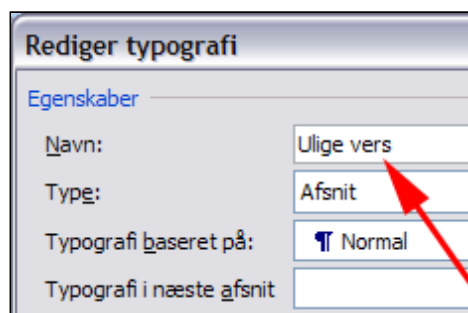 Rediger typografi
Egenskaber
Navn: Ulige vers
Type: Afsnit
Typografi baseret på: ¶ Normal
Typografi i næste afsnit